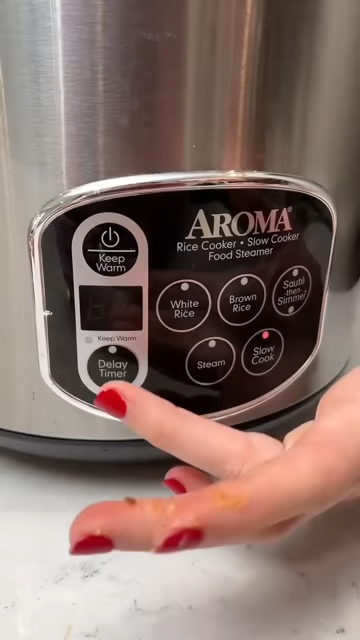 AROMA®
Rice Cooker • Slow Cooker
Food Steamer
Keep
Warm
Keep Warm
Delay
Timer
White
Rice
Brown
Rice
Sauté
-then-
Simmer
Steam
Slow
Cook